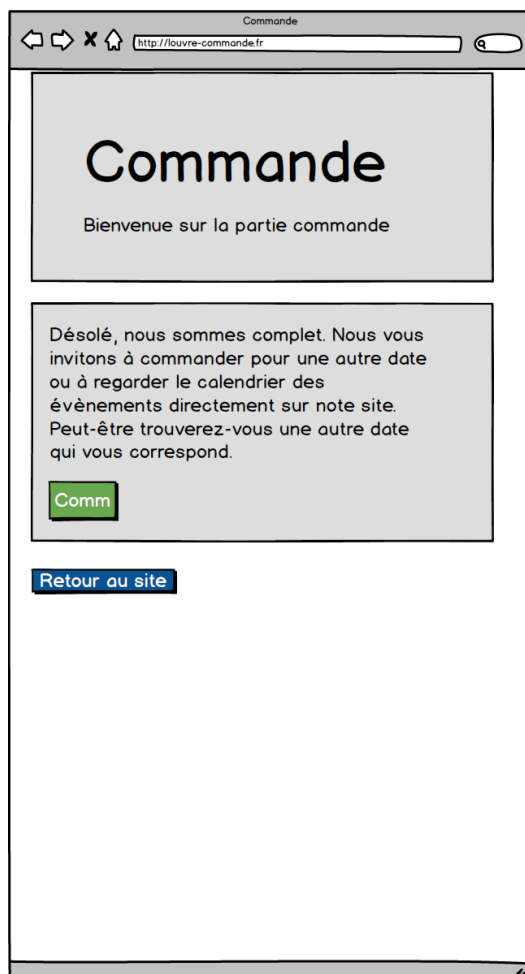 Commande
http://louvre-commande.fr
Commande
Bienvenue sur la partie commande
Désolé, nous sommes complet. Nous vous
invitons à commander pour une autre date
ou à regarder le calendrier des
évènements directement sur note site.
Peut-être trouverez-vous une autre date
qui vous correspond.
Comm
Retour au site